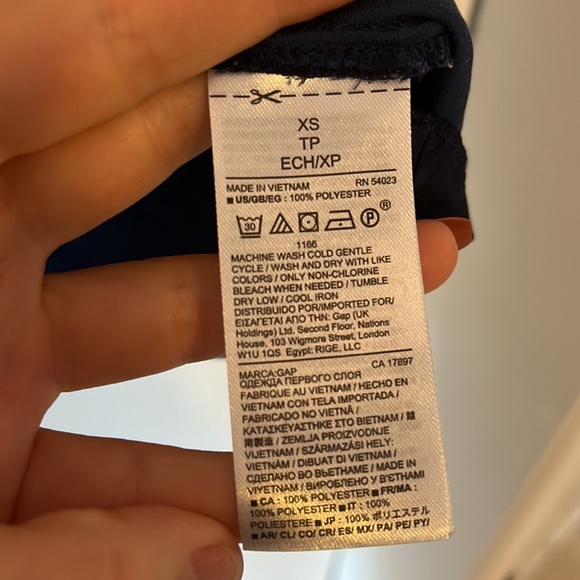 XS
TP
ECH/XP
MADE IN VIETNAM RN 54023
■ US/GB/EG: 100% POLYESTER
30 P ®
1166
MACHINE WASH COLD GENTLE
CYCLE / WASH AND DRY WITH LIKE
COLORS / ONLY NON-CHLORINE
BLEACH WHEN NEEDED / TUMBLE
DRY LOW / COOL IRON
DISTRIBUIDO POR/IMPORTED FOR/
ΕΙΣΑΓΕΤΑΙ ΑΠΟ ΤΗΝ: Gap (UK
Holdings) Ltd. Second Floor, Nations
House, 103 Wigmore Street, London
W1U 1QS Egypt: RIGE, LLC
MARCA:GAP CA 17897
ОДЕЖДА ПЕРВОГО СЛОЯ
FABRIQUÉ AU VIETNAM / HECHO EN
VIETNAM CON TELA IMPORTADA /
FABRICADO NO VIETNÃ /
ΚΑΤΑΣΚΕΥΑΣΤΗΚΕ ΣΤΟ ΒΙΕΤΝΑΜ / 越
南製造 / ZEMLJA PROIZVODNJE
VIJETNAM / SZÁRMAZÁSI HELY:
VIETNÁM / DIBUAT DI VIETNAM /
СДЕЛАНО ВО ВЬЕТНАМЕ / MADE IN
VIYETNAM / ВИРОБЛЕНО У В'ЄТНАМІ
■ CA : 100% POLYESTER ■ FR/MA :
100% POLYESTER ■ IT : 100%
POLIESTERE ■ JP : 100% ポリエステル
■ AR/ CL/ CO/ CR/ ES/ MX/ PA/ PE/ PY/